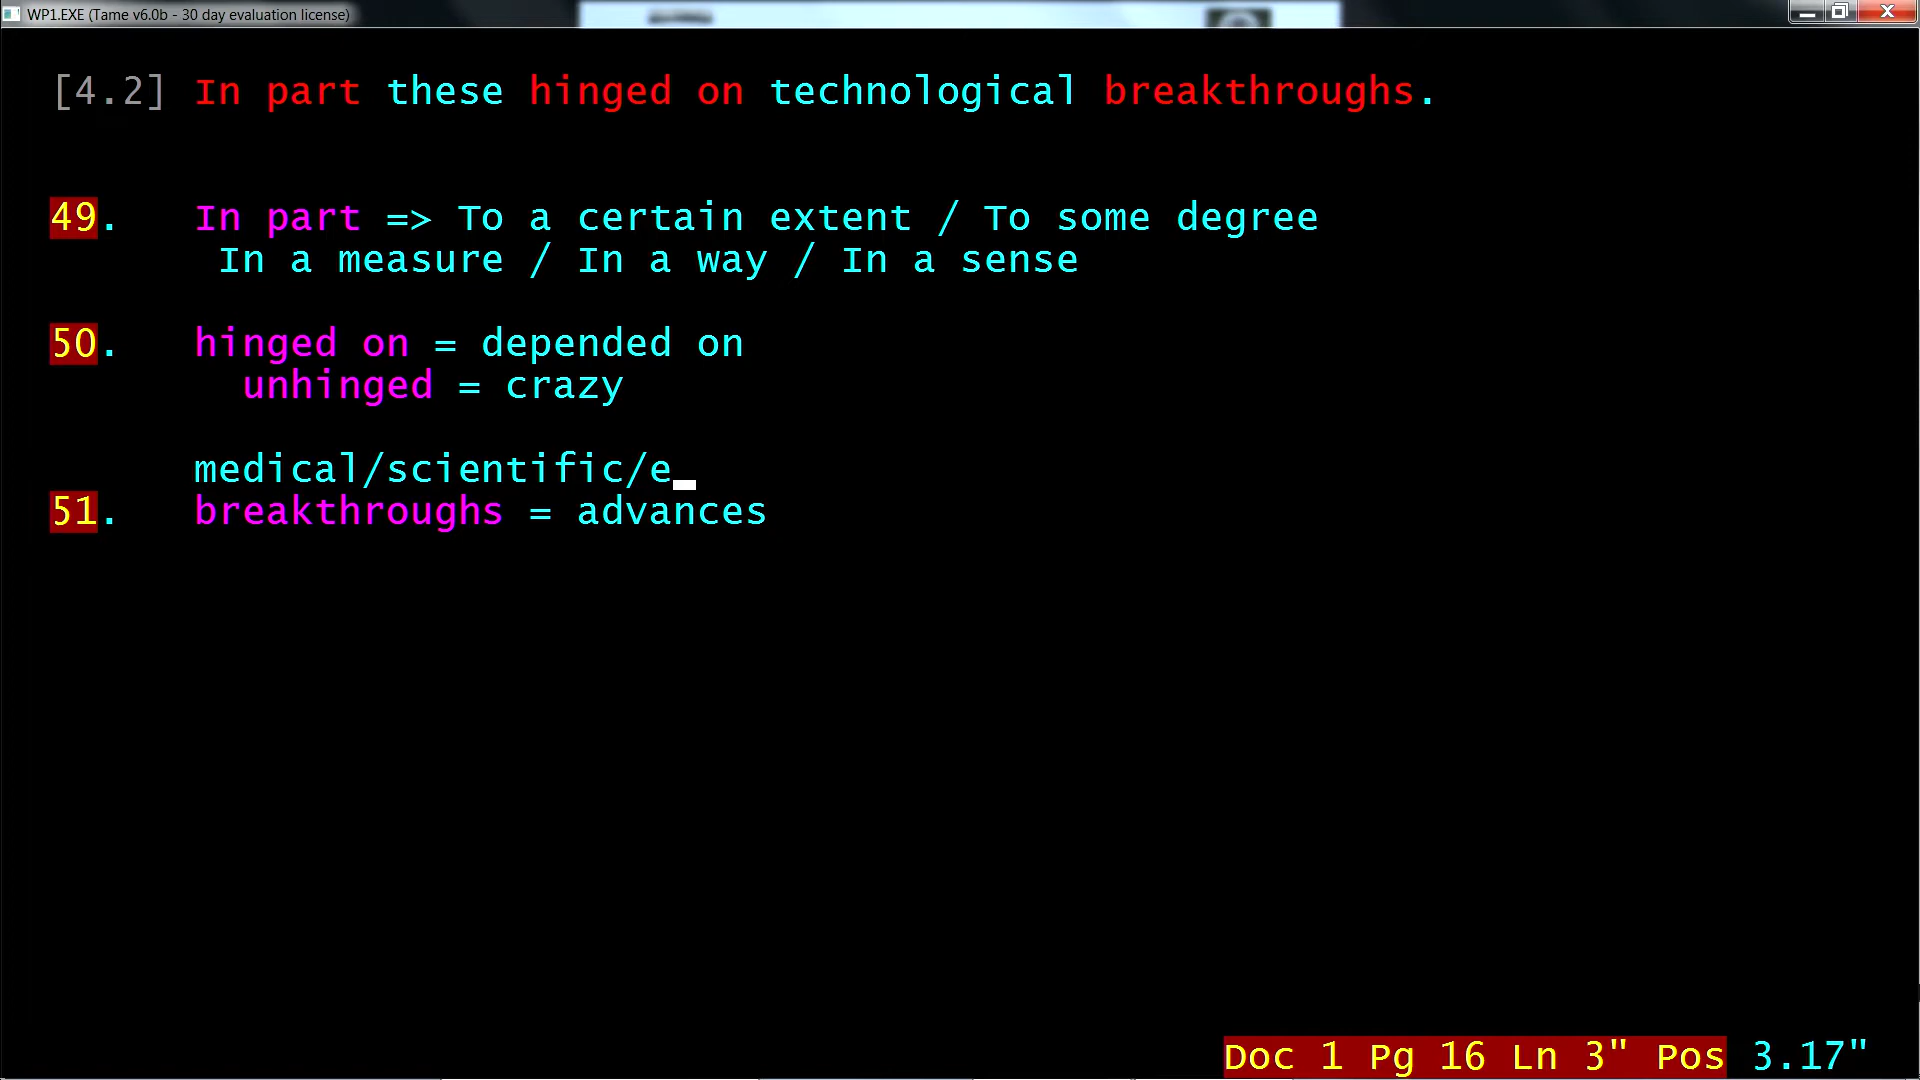 WP1.EXE (Tame v6.0b - 30 day evaluation license)
[4.2] In part these hinged on technological breakthroughs.
49. In part => To a certain extent / To some degree
In a measure / In a way / In a sense
50. hinged on = depended on
unhinged = crazy
medical/scientific/e
51. breakthroughs = advances
Doc 1 Pg 16 Ln 3" Pos 3.17"